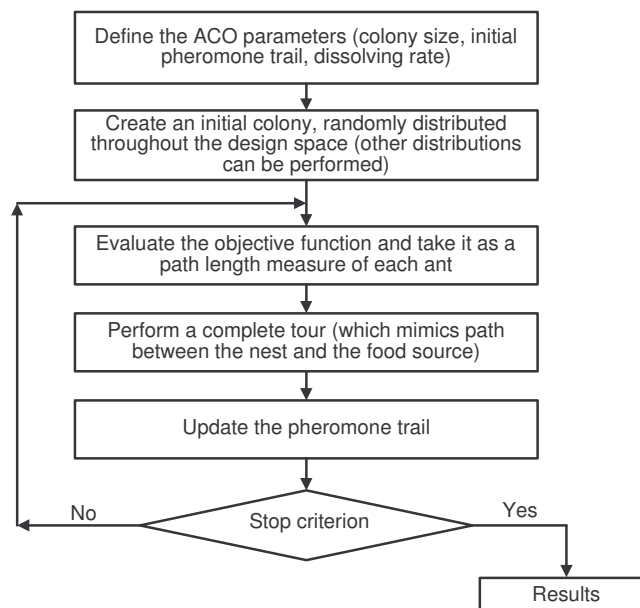 Define the ACO parameters (colony size, initial
pheromone trail, dissolving rate)
Create an initial colony, randomly distributed
throughout the design space (other distributions
can be performed)
Evaluate the objective function and take it as a
path length measure of each ant
Perform a complete tour (which mimics path
between the nest and the food source)
Update the pheromone trail
No
Stop criterion
Yes
Results